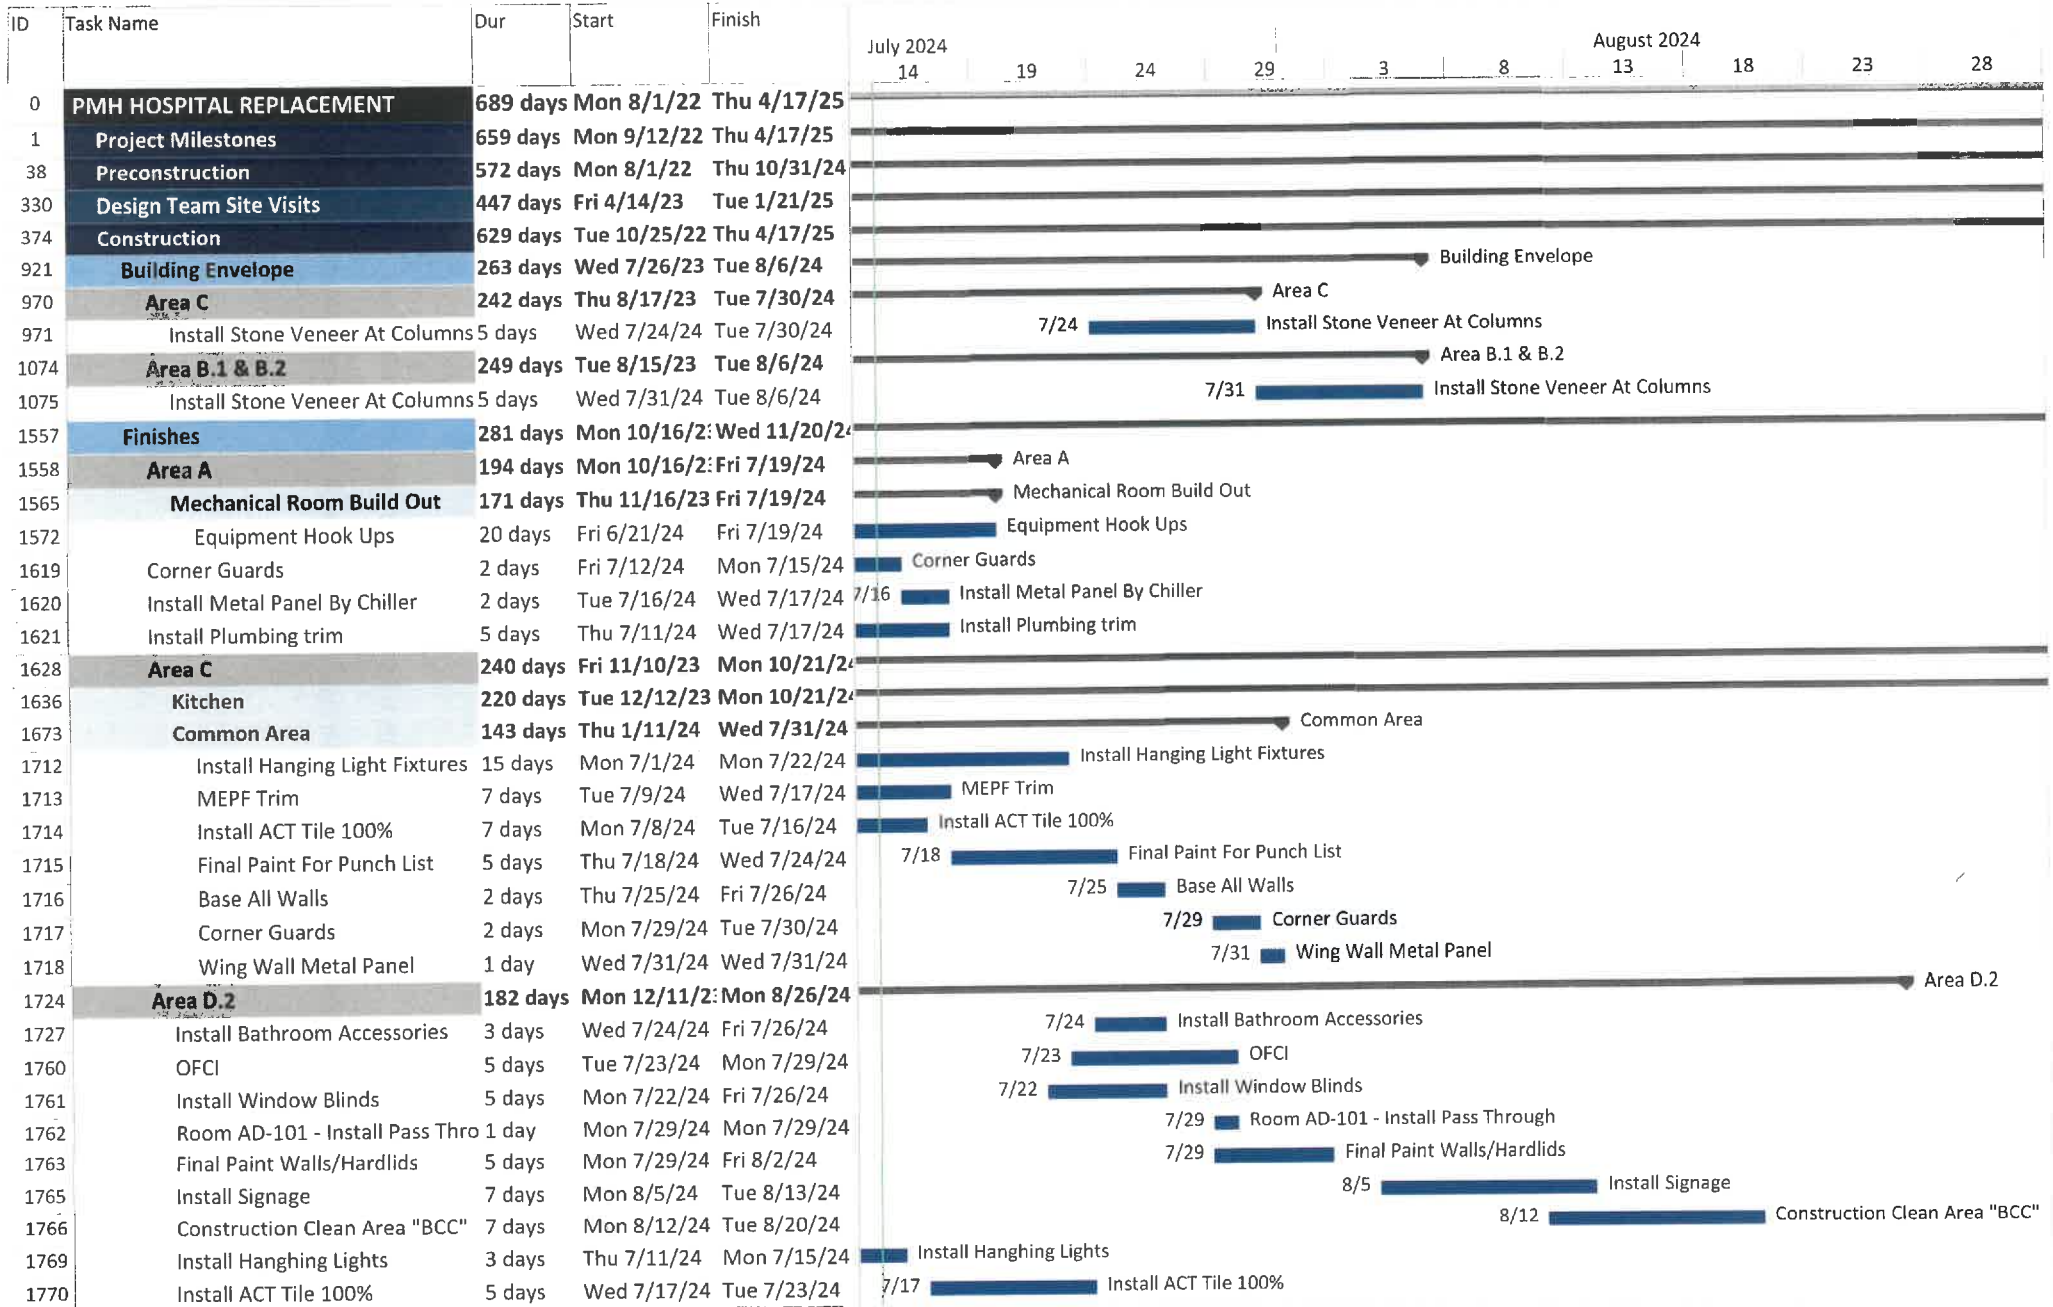 ID Task Name Dur Start Finish
July 2024 August 2024
14 19 24 29 3 8 13 18 23 28
0 PMH HOSPITAL REPLACEMENT 689 days Mon 8/1/22 Thu 4/17/25
1 Project Milestones 659 days Mon 9/12/22 Thu 4/17/25
38 Preconstruction 572 days Mon 8/1/22 Thu 10/31/24
330 Design Team Site Visits 447 days Fri 4/14/23 Tue 1/21/25
374 Construction 629 days Tue 10/25/22 Thu 4/17/25
921 Building Envelope 263 days Wed 7/26/23 Tue 8/6/24 Building Envelope
970 Area C 242 days Thu 8/17/23 Tue 7/30/24 Area C
971 Install Stone Veneer At Columns 5 days Wed 7/24/24 Tue 7/30/24 7/24 Install Stone Veneer At Columns
1074 Area B.1 & B.2 249 days Tue 8/15/23 Tue 8/6/24 Area B.1 & B.2
1075 Install Stone Veneer At Columns 5 days Wed 7/31/24 Tue 8/6/24 7/31 Install Stone Veneer At Columns
1557 Finishes 281 days Mon 10/16/2 Wed 11/20/2
1558 Area A 194 days Mon 10/16/2 Fri 7/19/24 Area A
1565 Mechanical Room Build Out 171 days Thu 11/16/23 Fri 7/19/24 Mechanical Room Build Out
1572 Equipment Hook Ups 20 days Fri 6/21/24 Fri 7/19/24 Equipment Hook Ups
1619 Corner Guards 2 days Fri 7/12/24 Mon 7/15/24 Corner Guards
1620 Install Metal Panel By Chiller 2 days Tue 7/16/24 Wed 7/17/24 7/16 Install Metal Panel By Chiller
1621 Install Plumbing trim 5 days Thu 7/11/24 Wed 7/17/24 Install Plumbing trim
1628 Area C 240 days Fri 11/10/23 Mon 10/21/24
1636 Kitchen 220 days Tue 12/12/23 Mon 10/21/24
1673 Common Area 143 days Thu 1/11/24 Wed 7/31/24 Common Area
1712 Install Hanging Light Fixtures 15 days Mon 7/1/24 Mon 7/22/24 Install Hanging Light Fixtures
1713 MEPF Trim 7 days Tue 7/9/24 Wed 7/17/24 MEPF Trim
1714 Install ACT Tile 100% 7 days Mon 7/8/24 Tue 7/16/24 Install ACT Tile 100%
1715 Final Paint For Punch List 5 days Thu 7/18/24 Wed 7/24/24 7/18 Final Paint For Punch List
1716 Base All Walls 2 days Thu 7/25/24 Fri 7/26/24 7/25 Base All Walls
1717 Corner Guards 2 days Mon 7/29/24 Tue 7/30/24 7/29 Corner Guards
1718 Wing Wall Metal Panel 1 day Wed 7/31/24 Wed 7/31/24 7/31 Wing Wall Metal Panel
1724 Area D.2 182 days Mon 12/11/2 Mon 8/26/24 Area D.2
1727 Install Bathroom Accessories 3 days Wed 7/24/24 Fri 7/26/24 7/24 Install Bathroom Accessories
1760 OFCI 5 days Tue 7/23/24 Mon 7/29/24 7/23 OFCI
1761 Install Window Blinds 5 days Mon 7/22/24 Fri 7/26/24 7/22 Install Window Blinds
1762 Room AD-101 - Install Pass Thro 1 day Mon 7/29/24 Mon 7/29/24 7/29 Room AD-101 - Install Pass Through
1763 Final Paint Walls/Hardlids 5 days Mon 7/29/24 Fri 8/2/24 7/29 Final Paint Walls/Hardlids
1765 Install Signage 7 days Mon 8/5/24 Tue 8/13/24 8/5 Install Signage
1766 Construction Clean Area "BCC" 7 days Mon 8/12/24 Tue 8/20/24 8/12 Construction Clean Area "BCC"
1769 Install Hanghing Lights 3 days Thu 7/11/24 Mon 7/15/24 Install Hanghing Lights
1770 Install ACT Tile 100% 5 days Wed 7/17/24 Tue 7/23/24 7/17 Install ACT Tile 100%